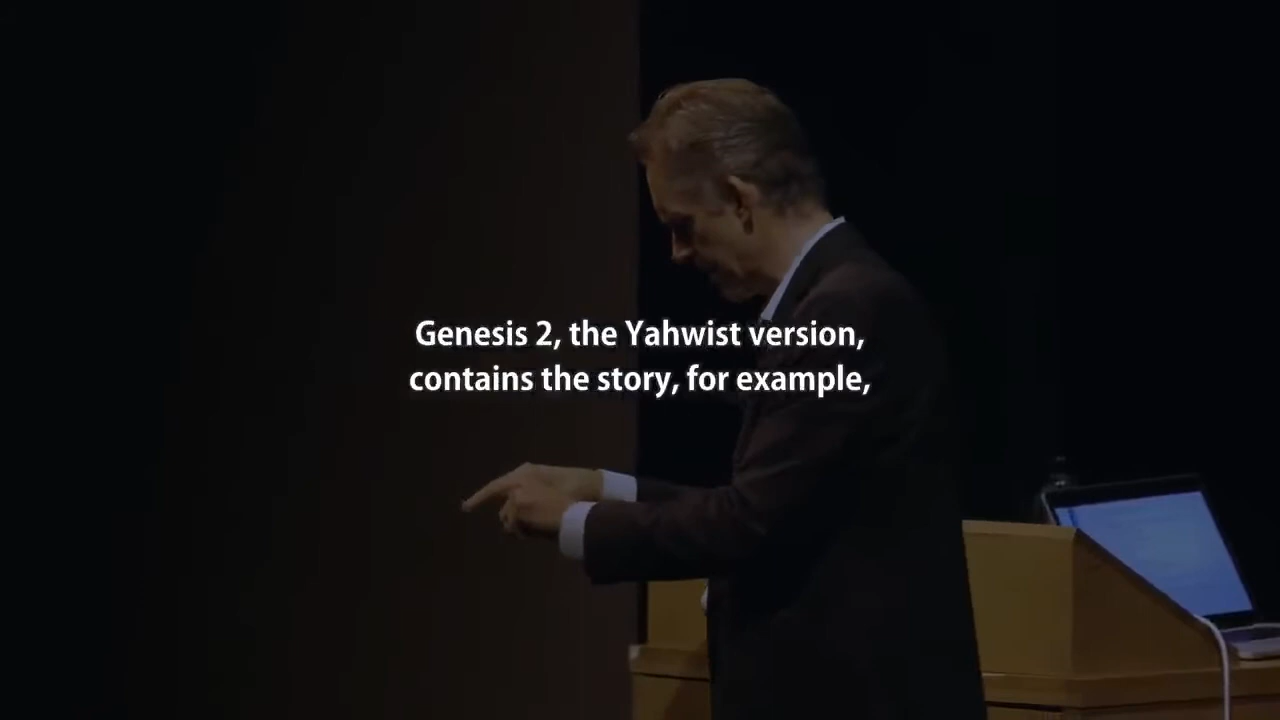 Genesis 2, the Yahwist version,
contains the story, for example,